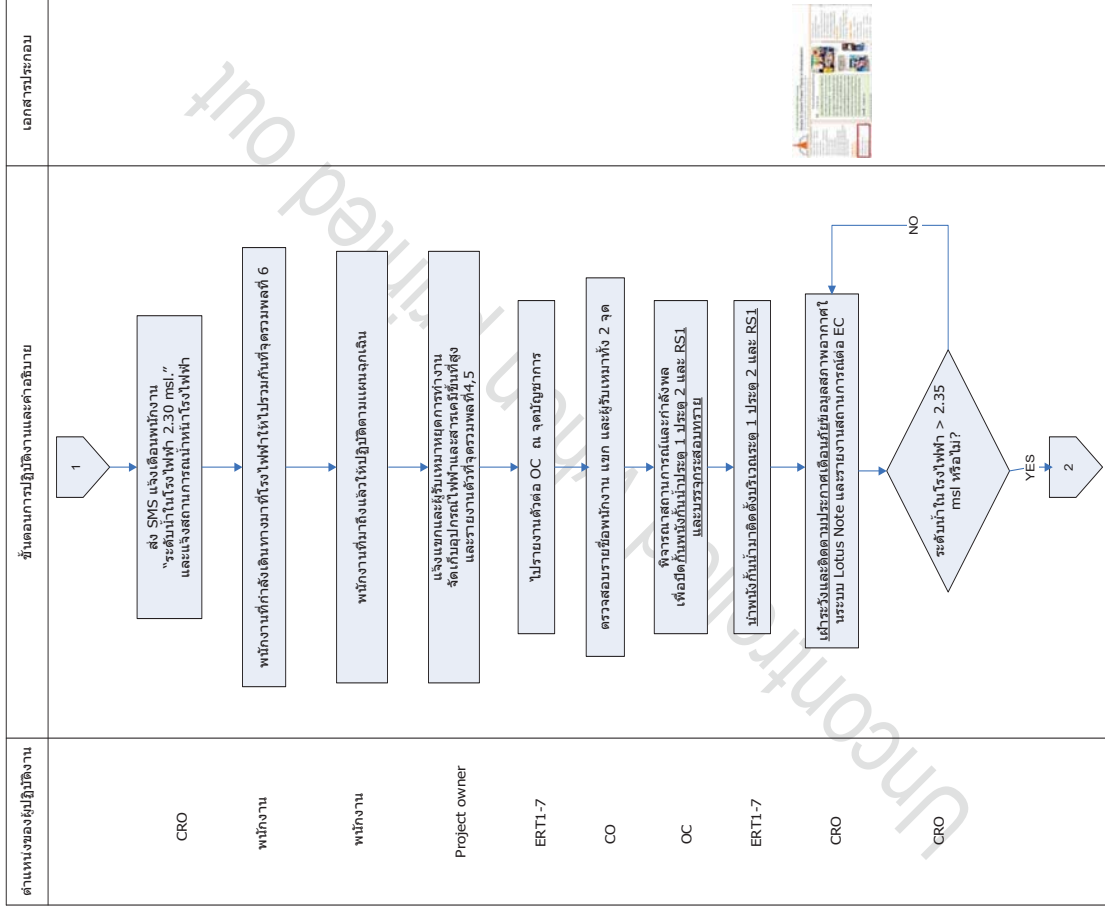 ตำแหน่งของผู้ปฏิบัติงาน
ขั้นตอนการปฏิบัติงานและคำอธิบาย
เอกสารประกอบ
1
CRO
ส่ง SMS แจ้งเตือนพนักงาน
“ระดับน้ำในโรงไฟฟ้า 2.30 msl.”
และแจ้งสถานการณ์น้ำหน้าโรงไฟฟ้า
พนักงาน
พนักงานที่กำลังเดินทางมาที่โรงไฟฟ้าให้ไปรวมกันที่จุดรวมพลที่ 6
พนักงาน
พนักงานที่มาถึงแล้วให้ปฏิบัติตามแผนฉุกเฉิน
Project owner
แจ้งแขกและผู้รับเหมาหยุดการทำงาน
จัดเก็บอุปกรณ์ไฟฟ้าและสารเคมีขึ้นที่สูง
และรายงานตัวที่จุดรวมพลที่4,5
ERT1-7
ไปรายงานตัวต่อ OC ณ จุดบัญชาการ
CO
ตรวจสอบรายชื่อพนักงาน แขก และผู้รับเหมาทั้ง 2 จุด
OC
พิจารณาสถานการณ์และกำลังพล
เพื่อปิดกั้นพนังกั้นน้ำประตู 1 ประตู 2 และ RS1
และบรรจุกระสอบทราย
ERT1-7
นำพนังกั้นน้ำมาติดตั้งบริเวณระตู 1 ประตู 2 และ RS1
CRO
เฝ้าระวังและติดตามประกาศเตือนภัยข้อมูลสภาพอากาศใ
นระบบ Lotus Note และรายงานสถานการณ์ต่อ EC
CRO
ระดับน้ำในโรงไฟฟ้า > 2.35
msl หรือไม่?
NO
YES
2
Uncontrolled when printed out